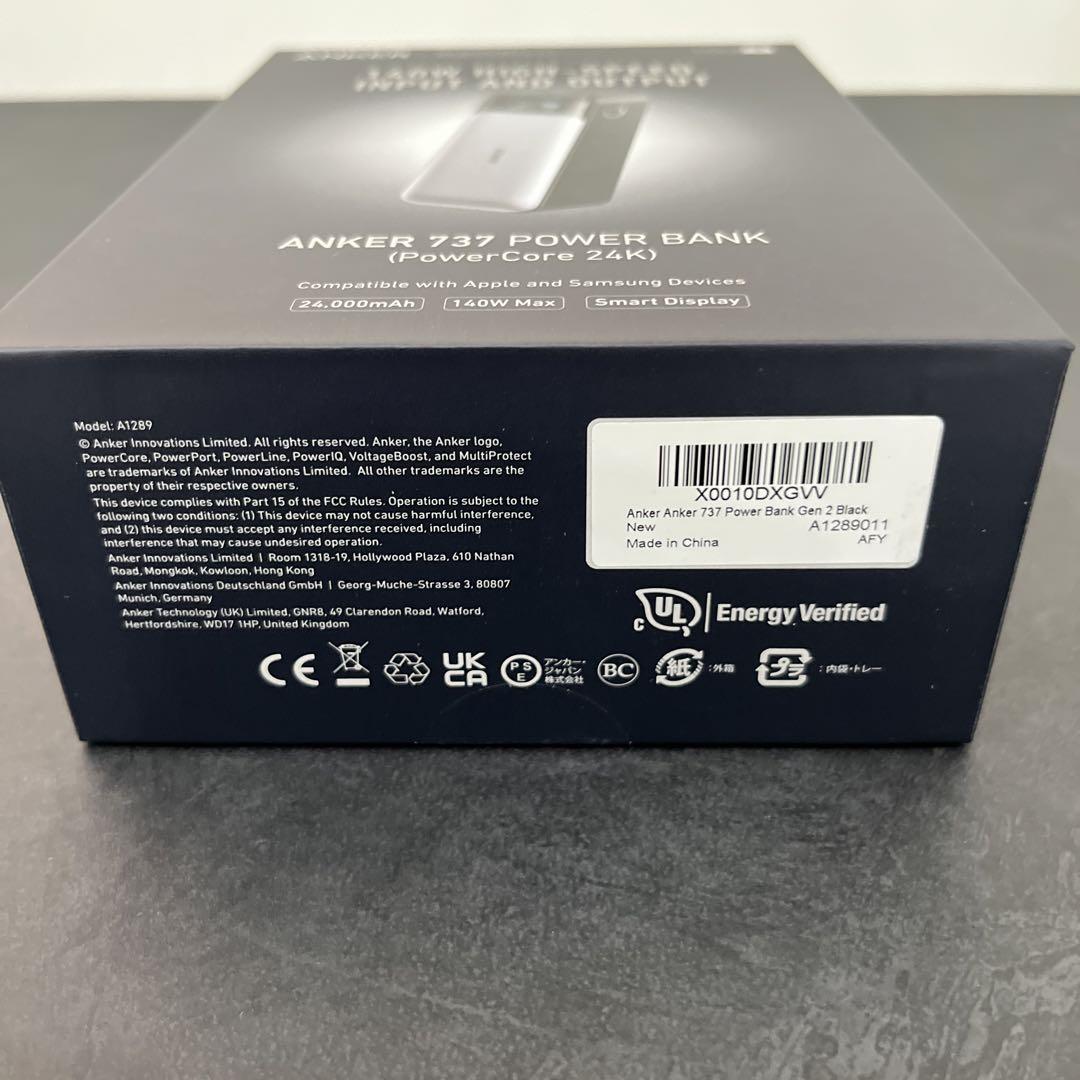 ANKER
140W HIGH-SPEED
INPUT AND OUTPUT
ANKER 737 POWER BANK
(PowerCore 24K)
Compatible with Apple and Samsung Devices
24,000mAh 140W Max Smart Display
Model: A1289
© Anker Innovations Limited. All rights reserved. Anker, the Anker logo,
PowerCore, PowerPort, PowerLine, PowerIQ, VoltageBoost, and MultiProtect
are trademarks of Anker Innovations Limited. All other trademarks are the
property of their respective owners.
This device complies with Part 15 of the FCC Rules. Operation is subject to the
following two conditions: (1) This device may not cause harmful interference,
and (2) this device must accept any interference received, including
interference that may cause undesired operation.
Anker Innovations Limited | Room 1318-19, Hollywood Plaza, 610 Nathan
Road, Mongkok, Kowloon, Hong Kong
Anker Innovations Deutschland GmbH | Georg-Muche-Strasse 3, 80807
Munich, Germany
Anker Technology (UK) Limited, GNR8, 49 Clarendon Road, Watford,
Hertfordshire, WD17 1HP, United Kingdom
X0010DXGVV
Anker Anker 737 Power Bank Gen 2 Black
New A1289011
Made in China AFY
C UL Energy Verified
CE UK CA PSE アンカー・
ジャパン
株式会社
BC 紙 :外箱 プラ :内袋・トレー